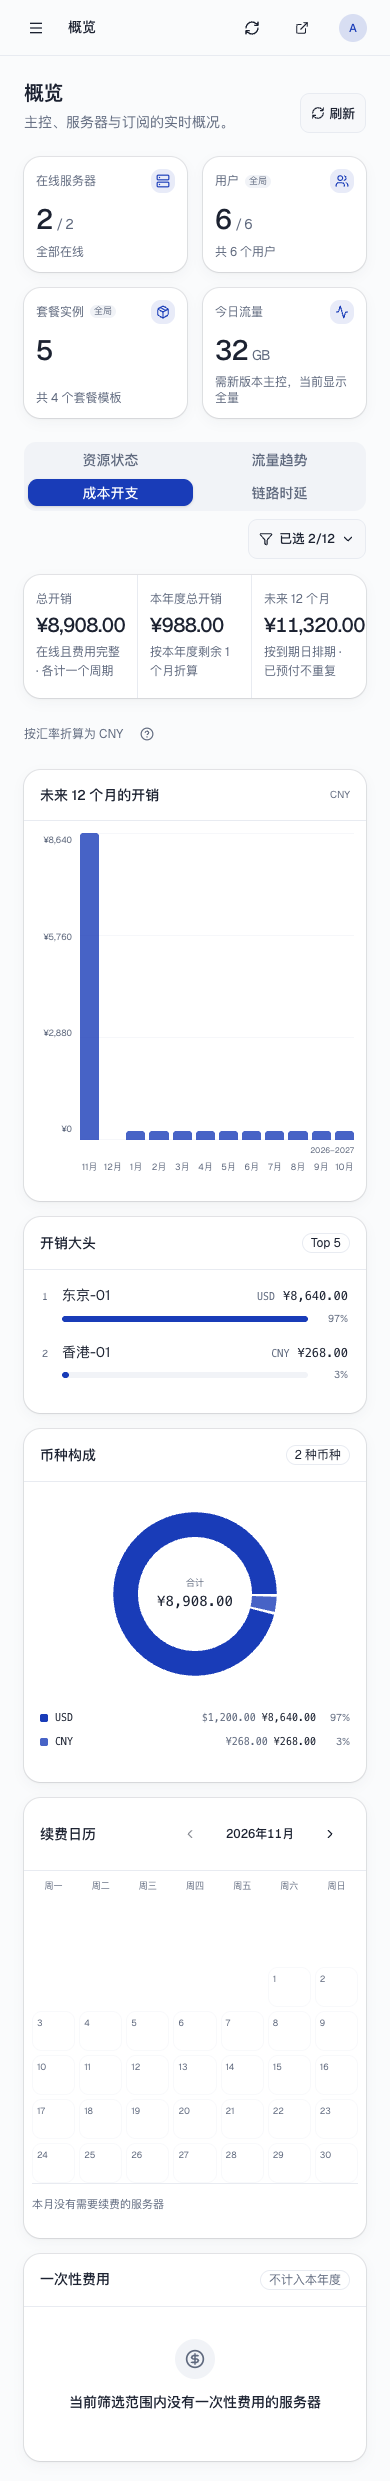 概览
A
概览
主控、服务器与订阅的实时概况。
刷新
在线服务器
2 / 2
全部在线
用户 全局
6 / 6
共 6 个用户
套餐实例 全局
5
共 4 个套餐模板
今日流量
32 GB
需新版本主控，当前显示
全量
资源状态
流量趋势
成本开支
链路时延
已选 2/12
总开销
¥8,908.00
在线且费用完整
· 各计一个周期
本年度总开销
¥988.00
按本年度剩余 1
个月折算
未来 12 个月
¥11,320.00
按到期日排期 ·
已预付不重复
按汇率折算为 CNY
未来 12 个月的开销
CNY
¥8,640
¥5,760
¥2,880
¥0
2026–2027
11月 12月 1月 2月 3月 4月 5月 6月 7月 8月 9月 10月
开销大头
Top 5
1 东京-01 USD ¥8,640.00
97%
2 香港-01 CNY ¥268.00
3%
币种构成
2 种币种
合计
¥8,908.00
USD $1,200.00 ¥8,640.00 97%
CNY ¥268.00 ¥268.00 3%
续费日历
2026年11月
周一 周二 周三 周四 周五 周六 周日
1 2
3 4 5 6 7 8 9
10 11 12 13 14 15 16
17 18 19 20 21 22 23
24 25 26 27 28 29 30
本月没有需要续费的服务器
一次性费用
不计入本年度
当前筛选范围内没有一次性费用的服务器